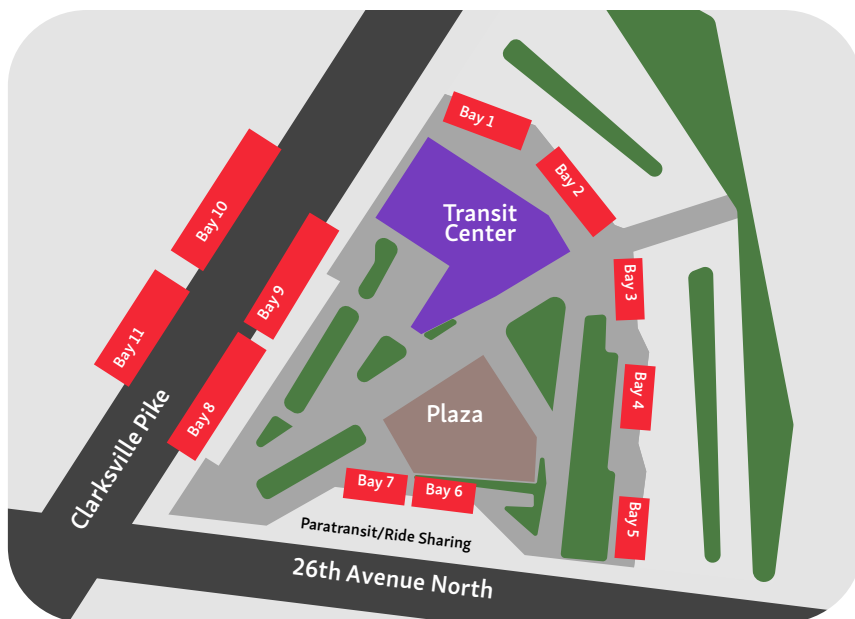 Bay 1
Bay 2
Transit
Center
Bay 10
Bay 3
Bay 9
Bay 11
Bay 4
Plaza
Bay 8
Clarksville Pike
Bay 7
Bay 6
Bay 5
Paratransit/Ride Sharing
26th Avenue North